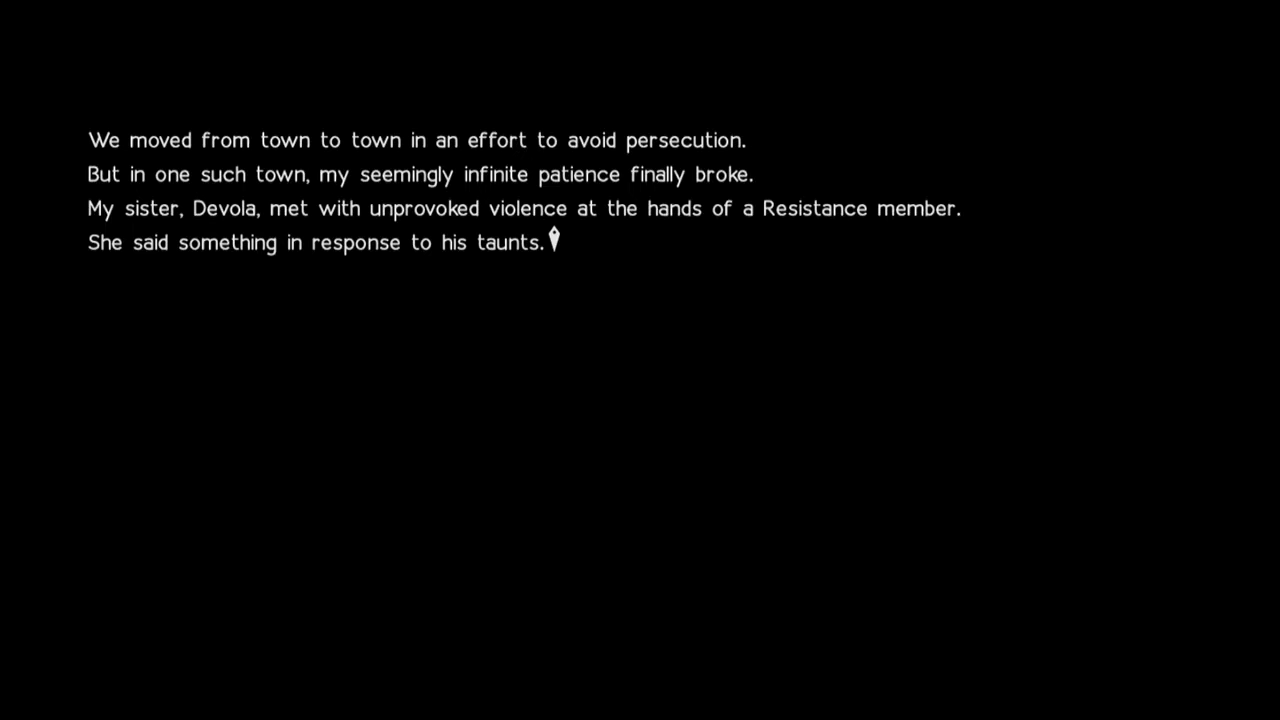 We moved from town to town in an effort to avoid persecution.
But in one such town, my seemingly infinite patience finally broke.
My sister, Devola, met with unprovoked violence at the hands of a Resistance member.
She said something in response to his taunts.